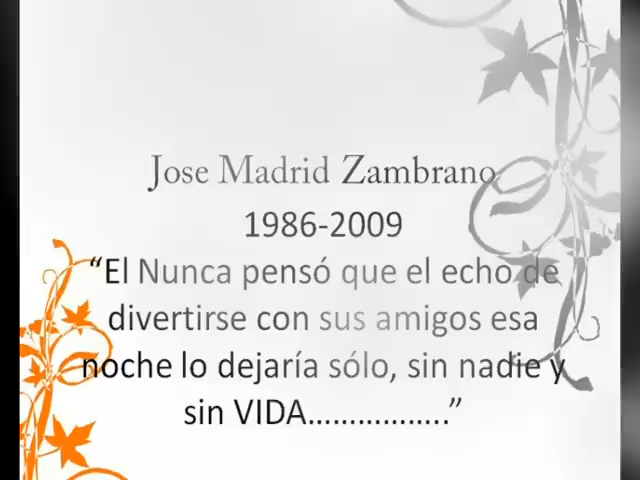 Jose Madrid Zambrano
1986-2009
“El Nunca pensó que el echo de
divertirse con sus amigos esa
noche lo dejaría sólo, sin nadie y
sin VIDA……………..”